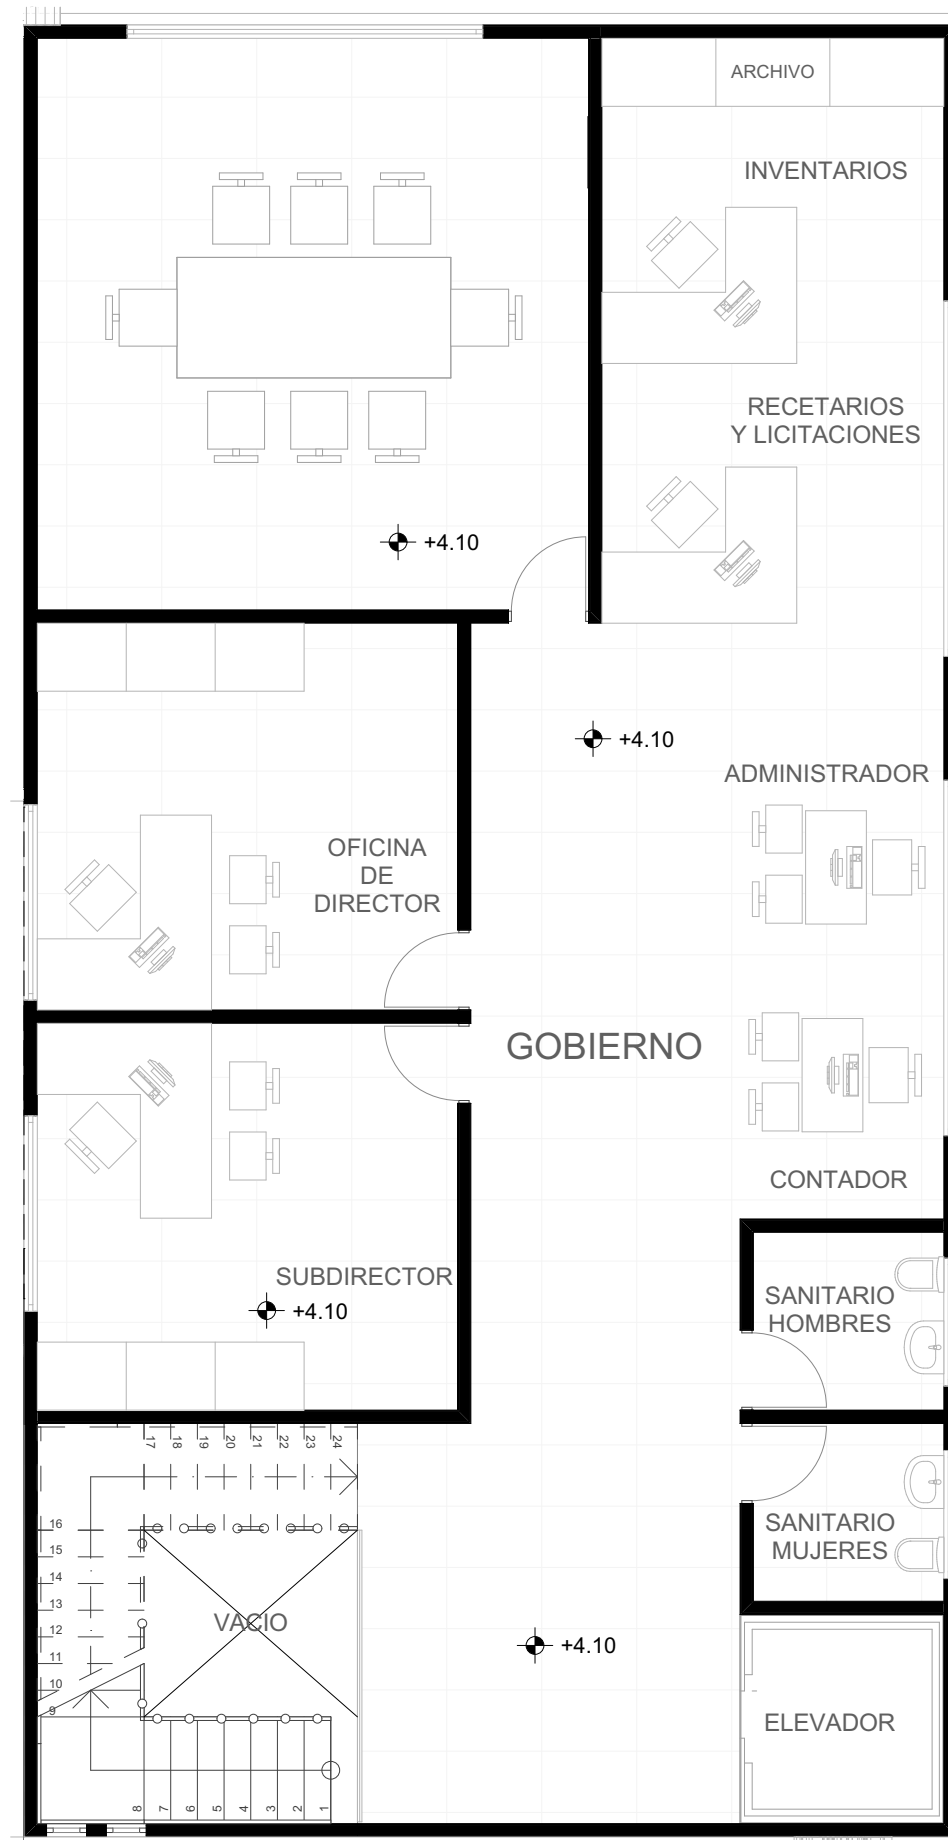 ARCHIVO
INVENTARIOS
RECETARIOS
Y LICITACIONES
+4.10
+4.10
ADMINISTRADOR
OFICINA
DE
DIRECTOR
GOBIERNO
CONTADOR
SUBDIRECTOR
+4.10
SANITARIO
HOMBRES
17 18 19 20 21 22 23 24
16
15
14
13
12
11
10
9
SANITARIO
MUJERES
VACIO
+4.10
ELEVADOR
8 7 6 5 4 3 2 1